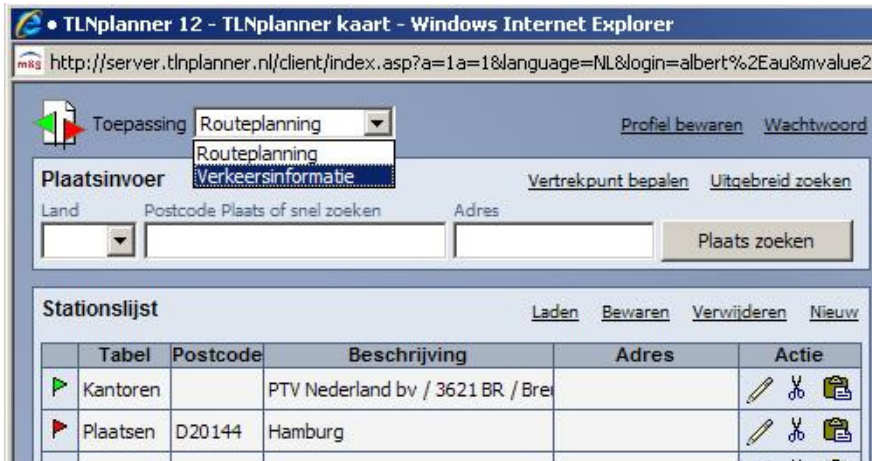 TLNplanner 12 - TLNplanner kaart - Windows Internet Explorer
http://server.tlnplanner.nl/client/index.asp?a=1a=1&language=NL&login=albert%2Eau&mvalue2
Toepassing Routeplanning Profiel bewaren Wachtwoord
Routeplanning
Verkeersinformatie
Plaatsinvoer Vertrekpunt bepalen Uitgebreid zoeken
Land Postcode Plaats of snel zoeken Adres
Plaats zoeken
Stationslijst Laden Bewaren Verwijderen Nieuw
Tabel Postcode Beschrijving Adres Actie
Kantoren PTV Nederland bv / 3621 BR / Breu
Plaatsen D20144 Hamburg